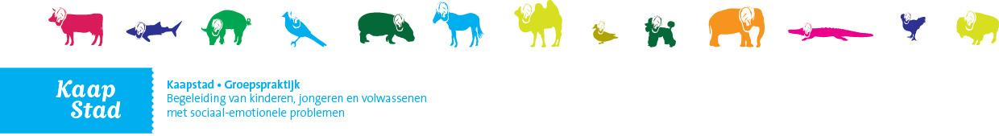 Kaap
Stad
Kaapstad • Groepspraktijk
Begeleiding van kinderen, jongeren en volwassenen
met sociaal-emotionele problemen